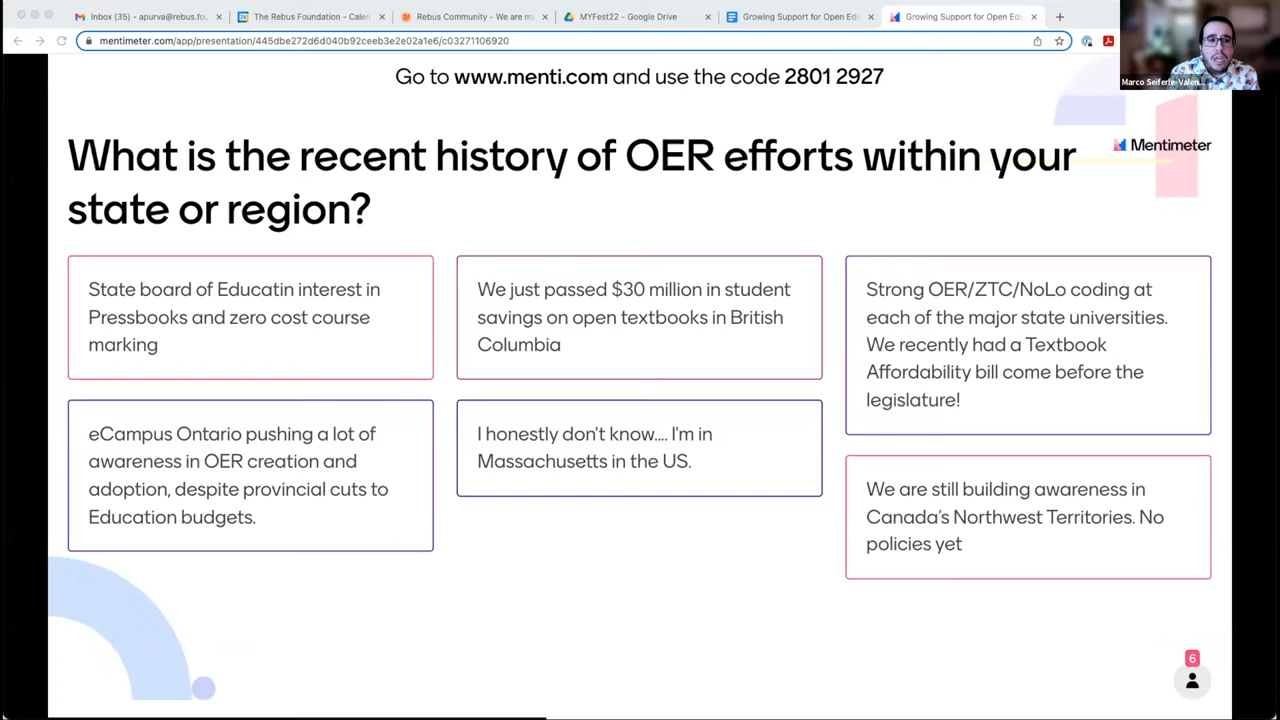 Inbox (35) - apurva@rebus.fou
The Rebus Foundation - Calen
Rebus Community - We are ma
MYFest22 - Google Drive
Growing Support for Open Edu
Growing Support for Open Edu
mentimeter.com/app/presentation/445dbe272d6d040b92ceeb3e2e02a1e6/c03271106920
Marco Seiferle-Valen...
Go to www.menti.com and use the code 2801 2927
What is the recent history of OER efforts within your
state or region?
Mentimeter
State board of Educatin interest in
Pressbooks and zero cost course
marking
We just passed $30 million in student
savings on open textbooks in British
Columbia
Strong OER/ZTC/NoLo coding at
each of the major state universities.
We recently had a Textbook
Affordability bill come before the
legislature!
eCampus Ontario pushing a lot of
awareness in OER creation and
adoption, despite provincial cuts to
Education budgets.
I honestly don't know.... I'm in
Massachusetts in the US.
We are still building awareness in
Canada's Northwest Territories. No
policies yet
6